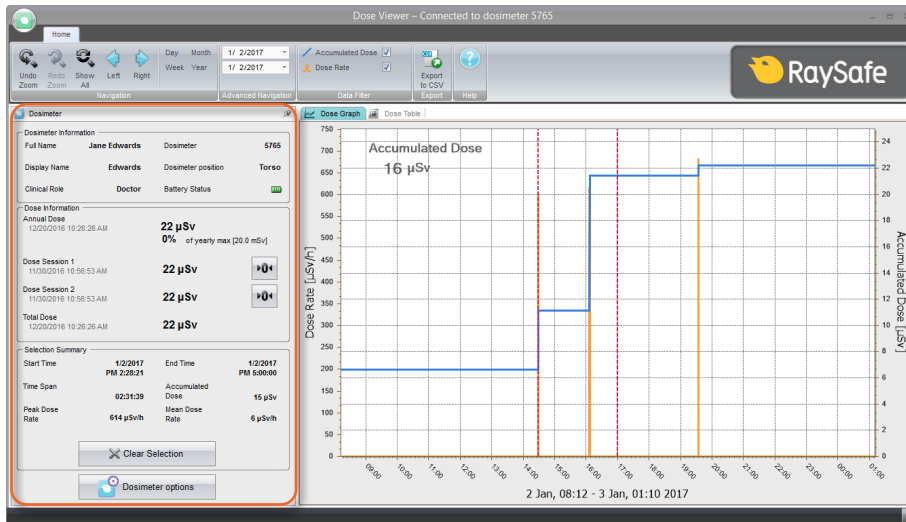 Dose Viewer – Connected to dosimeter 5765
Home
Undo Zoom
Redo Zoom
Show All
Left
Right
Day Month
Week Year
Navigation
1/ 2/2017
1/ 2/2017
Advanced Navigation
Accumulated Dose
Dose Rate
Data Filter
CSV
Export to CSV
Export
Help
RaySafe
Dosimeter
Dosimeter Information
Full Name Jane Edwards Dosimeter 5765
Display Name Edwards Dosimeter position Torso
Clinical Role Doctor Battery Status
Dose Information
Annual Dose
12/20/2016 10:26:26 AM
22 µSv
0% of yearly max [20.0 mSv]
Dose Session 1
11/30/2016 10:56:53 AM
22 µSv
0
Dose Session 2
11/30/2016 10:56:53 AM
22 µSv
0
Total Dose
12/20/2016 10:26:26 AM
22 µSv
Selection Summary
Start Time 1/2/2017 PM 2:28:21 End Time 1/2/2017 PM 5:00:00
Time Span 02:31:39 Accumulated Dose 15 µSv
Peak Dose Rate 614 µSv/h Mean Dose Rate 6 µSv/h
Clear Selection
Dosimeter options
Dose Graph Dose Table
Accumulated Dose
16 µSv
Dose Rate [µSv/h]
750
700
650
600
550
500
450
400
350
300
250
200
150
100
50
0
24
22
20
18
16
14
12
10
8
6
4
2
0
Accumulated Dose [µSv]
09:00 10:00 11:00 12:00 13:00 14:00 15:00 16:00 17:00 18:00 19:00 20:00 21:00 22:00 23:00 00:00 01:00
2 Jan, 08:12 - 3 Jan, 01:10 2017